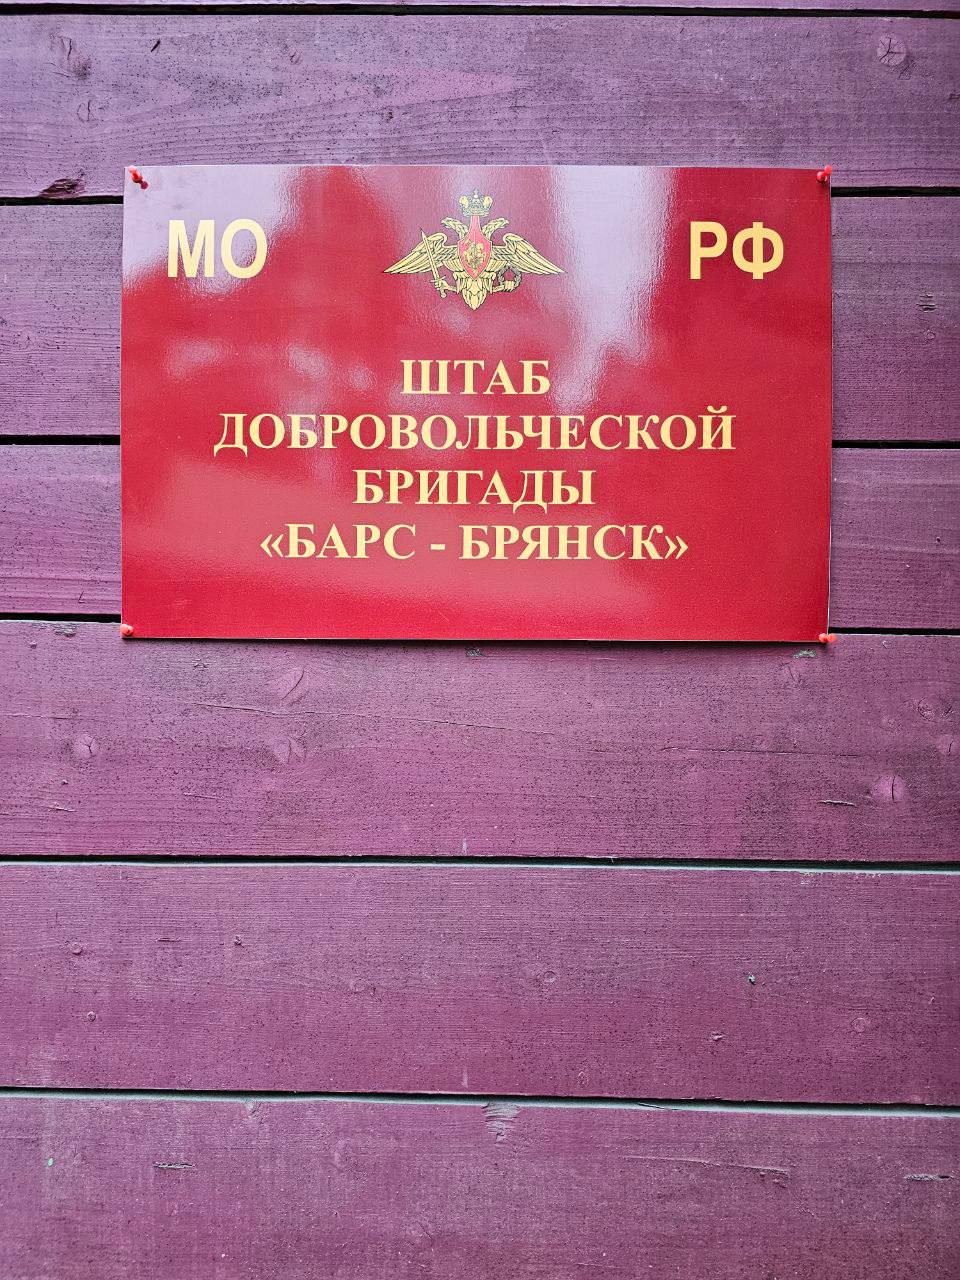 МО РФ
ШТАБ
ДОБРОВОЛЬЧЕСКОЙ
БРИГАДЫ
«БАРС - БРЯНСК»